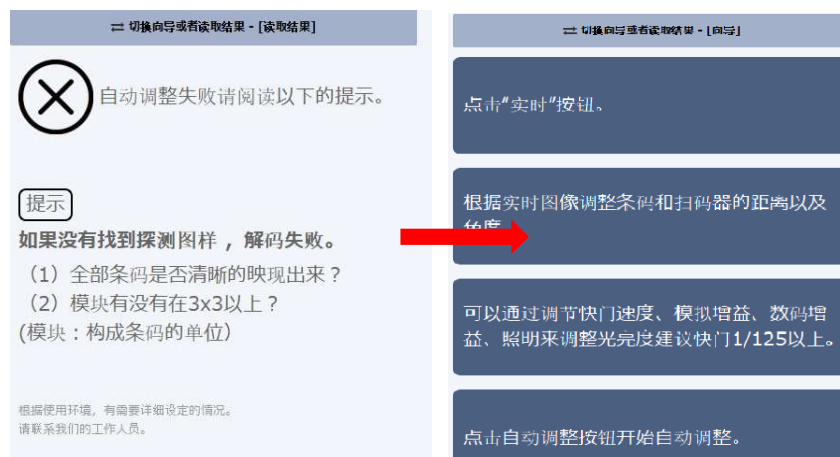 ⇄ 切换向导或者读取结果 - [读取结果]
自动调整失败请阅读以下的提示。
提示
如果没有找到探测图样，解码失败。
（1）全部条码是否清晰的映现出来？
（2）模块有没有在3x3以上？
(模块：构成条码的单位）
根据使用环境，有需要详细设定的情况。
请联系我们的工作人员。
⇄ 切换向导或者读取结果 - [向导]
点击"实时"按钮。
根据实时图像调整条码和扫码器的距离以及
角度
可以通过调节快门速度、模拟增益、数码增
益、照明来调整光亮度建议快门1/125以上。
点击自动调整按钮开始自动调整。